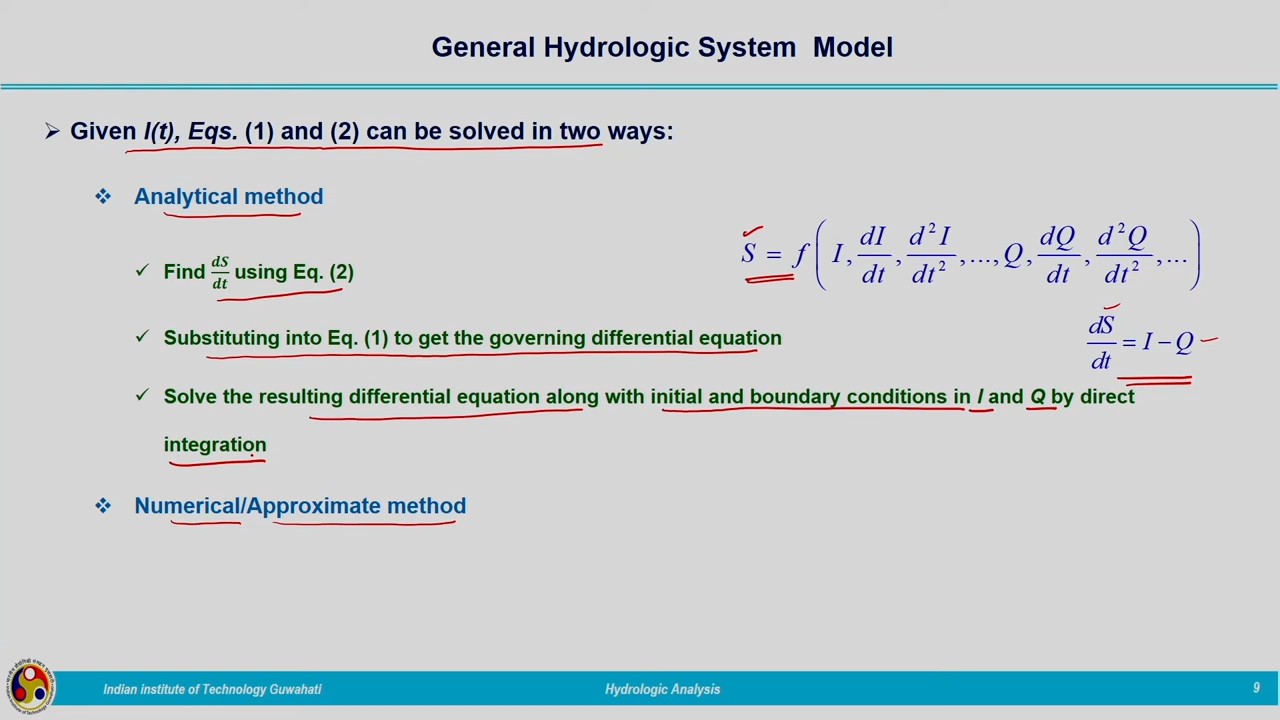 General Hydrologic System Model
➢ Given I(t), Eqs. (1) and (2) can be solved in two ways:
❖ Analytical method
✓ Find dS/dt using Eq. (2)
S = f(I, dI/dt, d²I/dt², ..., Q, dQ/dt, d²Q/dt², ...)
✓ Substituting into Eq. (1) to get the governing differential equation
dS/dt = I − Q
✓ Solve the resulting differential equation along with initial and boundary conditions in I and Q by direct
integration
❖ Numerical/Approximate method
Indian institute of Technology Guwahati
Hydrologic Analysis
9